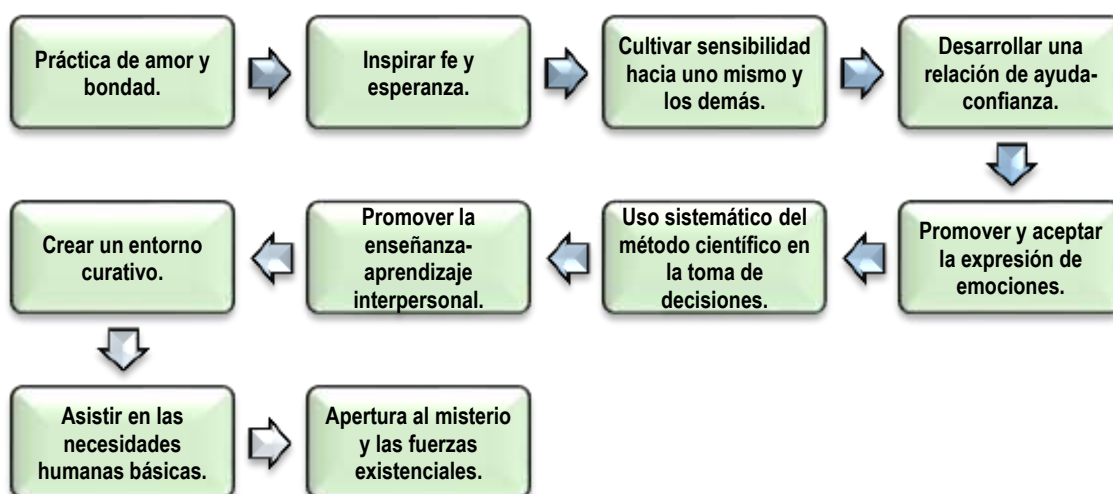 Práctica de amor y
bondad.
Inspirar fe y
esperanza.
Cultivar sensibilidad
hacia uno mismo y
los demás.
Desarrollar una
relación de ayuda-
confianza.
Promover y aceptar
la expresión de
emociones.
Uso sistemático del
método científico en
la toma de
decisiones.
Promover la
enseñanza-
aprendizaje
interpersonal.
Crear un entorno
curativo.
Asistir en las
necesidades
humanas básicas.
Apertura al misterio
y las fuerzas
existenciales.